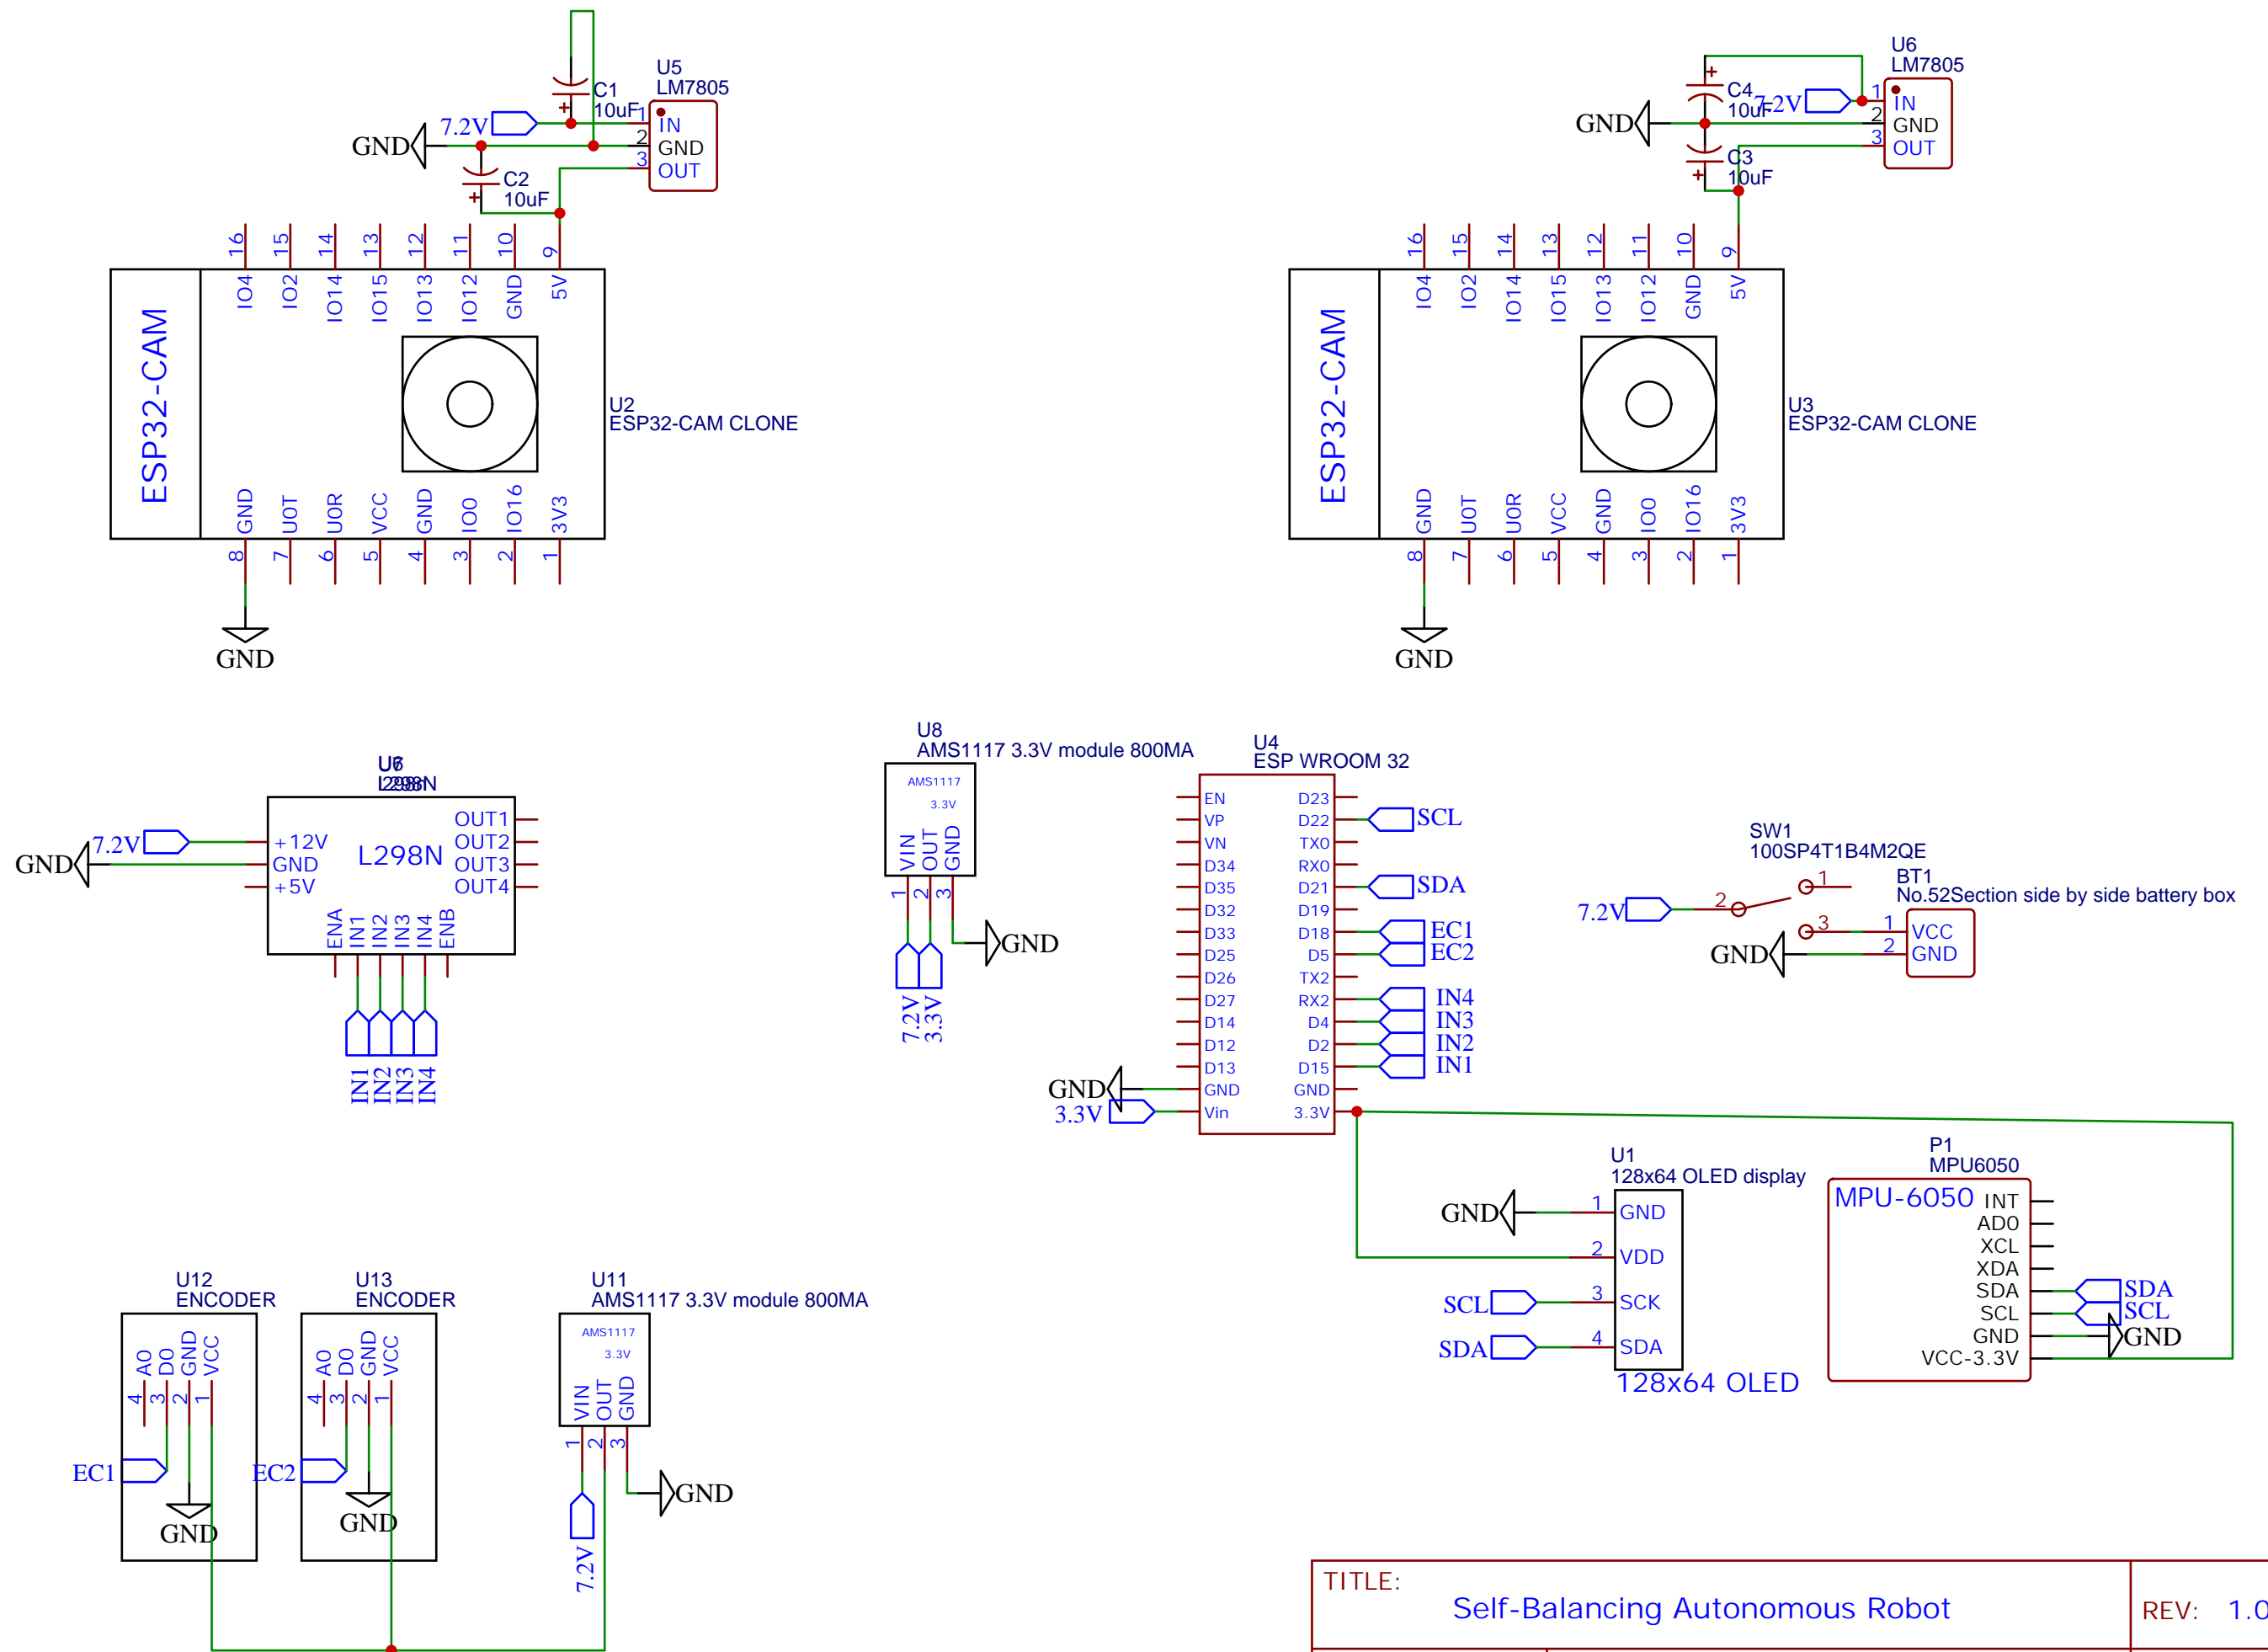 U5
LM7805
C1
10uF
7.2V
1
IN
GND
2
GND
3
OUT
C2
10uF
U6
LM7805
C4
10uF
7.2V
1
IN
GND
2
GND
3
OUT
C3
10uF
16 15 14 13 12 11 10 9
IO4 IO2 IO14 IO15 IO13 IO12 GND 5V
ESP32-CAM
U2
ESP32-CAM CLONE
GND U0T U0R VCC GND IO0 IO16 3V3
8 7 6 5 4 3 2 1
GND
16 15 14 13 12 11 10 9
IO4 IO2 IO14 IO15 IO13 IO12 GND 5V
ESP32-CAM
U3
ESP32-CAM CLONE
GND U0T U0R VCC GND IO0 IO16 3V3
8 7 6 5 4 3 2 1
GND
L298N
7.2V
+12V
GND
GND
+5V
OUT1
OUT2
OUT3
OUT4
ENA IN1 IN2 IN3 IN4 ENB
IN1 IN2 IN3 IN4
U8
AMS1117 3.3V module 800MA
AMS1117
3.3V
VIN OUT GND
1 2 3
GND
7.2V 3.3V
U4
ESP WROOM 32
EN D23
VP D22 SCL
VN TX0
D34 RX0
D35 D21 SDA
D32 D19
D33 D18 EC1
D25 D5 EC2
D26 TX2
D27 RX2 IN4
D14 D4 IN3
D12 D2 IN2
D13 D15 IN1
GND GND GND
3.3V Vin 3.3V
SW1
100SP4T1B4M2QE
1
7.2V 2
3
BT1
No.52Section side by side battery box
1 VCC
GND 2 GND
U1
128x64 OLED display
GND 1 GND
2 VDD
SCL 3 SCK
SDA 4 SDA
128x64 OLED
P1
MPU6050
MPU-6050
INT
AD0
XCL
XDA
SDA SDA
SCL SCL
GND GND
VCC-3.3V
U12
ENCODER
A0 D0 GND VCC
4 3 2 1
EC1
GND
U13
ENCODER
A0 D0 GND VCC
4 3 2 1
EC2
GND
U11
AMS1117 3.3V module 800MA
AMS1117
3.3V
VIN OUT GND
1 2 3
GND
7.2V
TITLE:
Self-Balancing Autonomous Robot
REV: 1.0